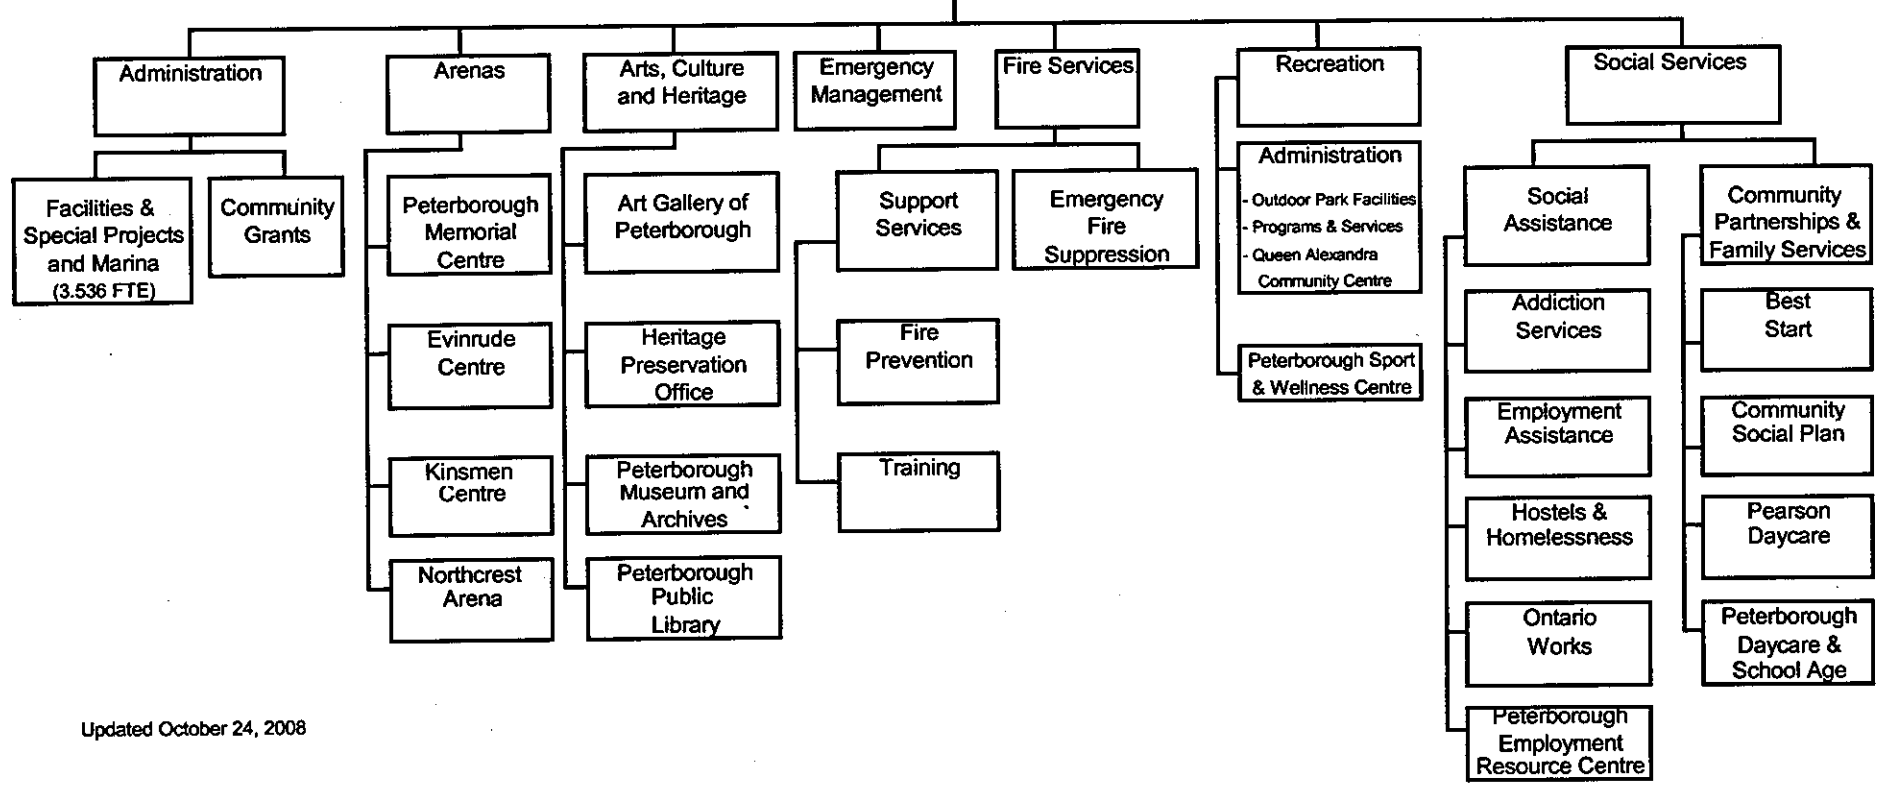 Administration
Arenas
Arts, Culture
and Heritage
Emergency
Management
Fire Services
Recreation
Social Services
Facilities &
Special Projects
and Marina
(3.536 FTE)
Community
Grants
Peterborough
Memorial
Centre
Evinrude
Centre
Kinsmen
Centre
Northcrest
Arena
Art Gallery of
Peterborough
Heritage
Preservation
Office
Peterborough
Museum and
Archives
Peterborough
Public
Library
Support
Services
Fire
Prevention
Training
Emergency
Fire
Suppression
Administration
- Outdoor Park Facilities
- Programs & Services
- Queen Alexandra
Community Centre
Peterborough Sport
& Wellness Centre
Social
Assistance
Addiction
Services
Employment
Assistance
Hostels &
Homelessness
Ontario
Works
Peterborough
Employment
Resource Centre
Community
Partnerships &
Family Services
Best
Start
Community
Social Plan
Pearson
Daycare
Peterborough
Daycare &
School Age
Updated October 24, 2008